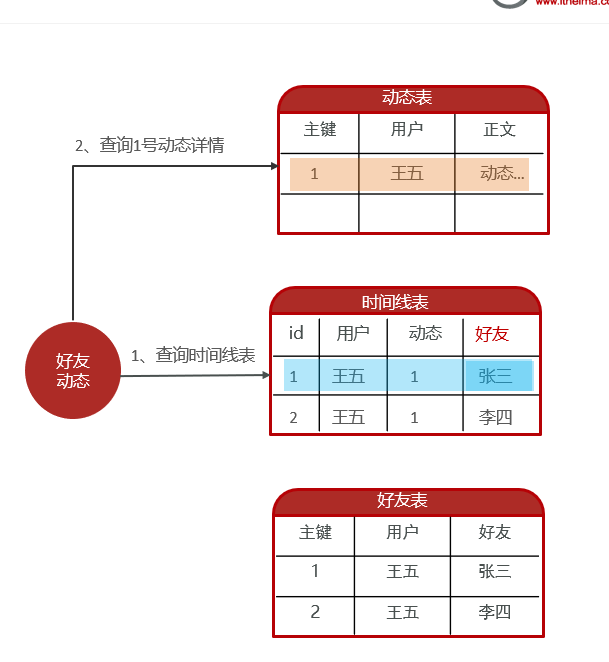 www.itheima.co
动态表
主键 用户 正文
2、查询1号动态详情
1 王五 动态...
时间线表
id 用户 动态 好友
好友
动态
1、查询时间线表
1 王五 1 张三
2 王五 1 李四
好友表
主键 用户 好友
1 王五 张三
2 王五 李四